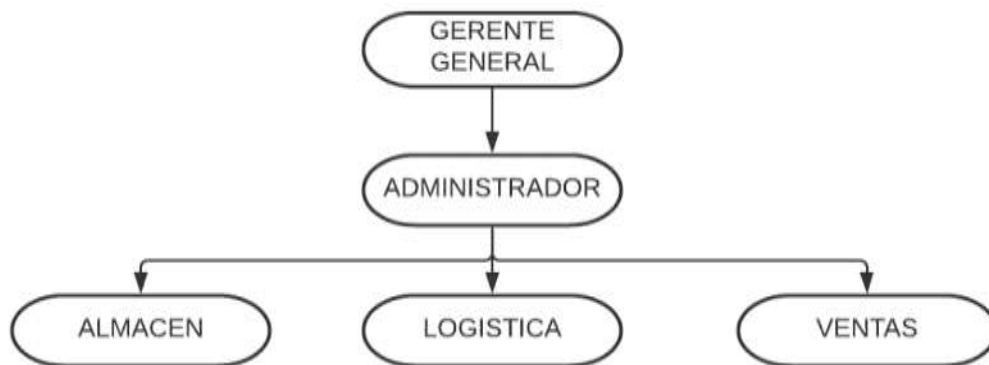 GERENTE
GENERAL
ADMINISTRADOR
ALMACEN
LOGISTICA
VENTAS